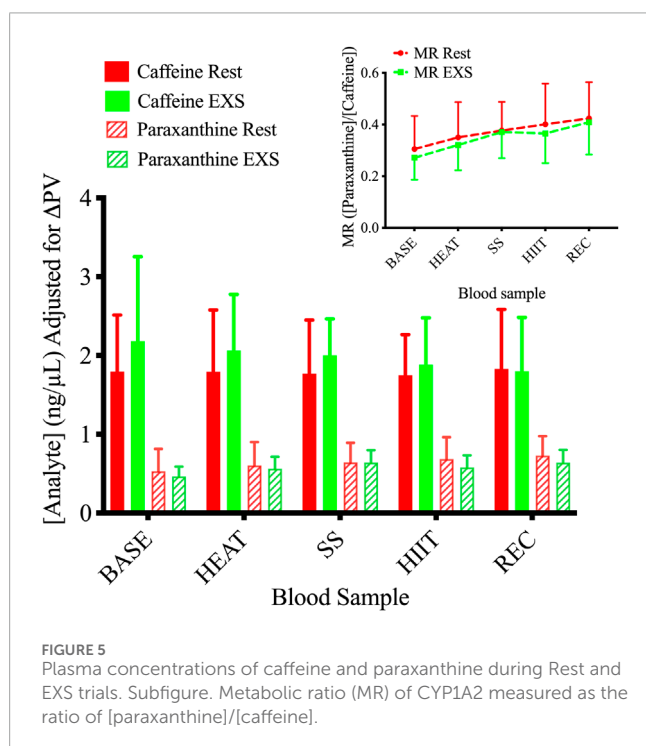 Caffeine Rest
Caffeine EXS
Paraxanthine Rest
Paraxanthine EXS
MR Rest
MR EXS
MR ([Paraxanthine]/[Caffeine])
0.6
0.4
0.2
0.0
BASE
HEAT
SS
HIIT
REC
Blood sample
[Analyte] (ng/μL) Adjusted for ΔPV
4
3
2
1
0
BASE
HEAT
SS
HIIT
REC
Blood Sample
FIGURE 5
Plasma concentrations of caffeine and paraxanthine during Rest and
EXS trials. Subfigure. Metabolic ratio (MR) of CYP1A2 measured as the
ratio of [paraxanthine]/[caffeine].